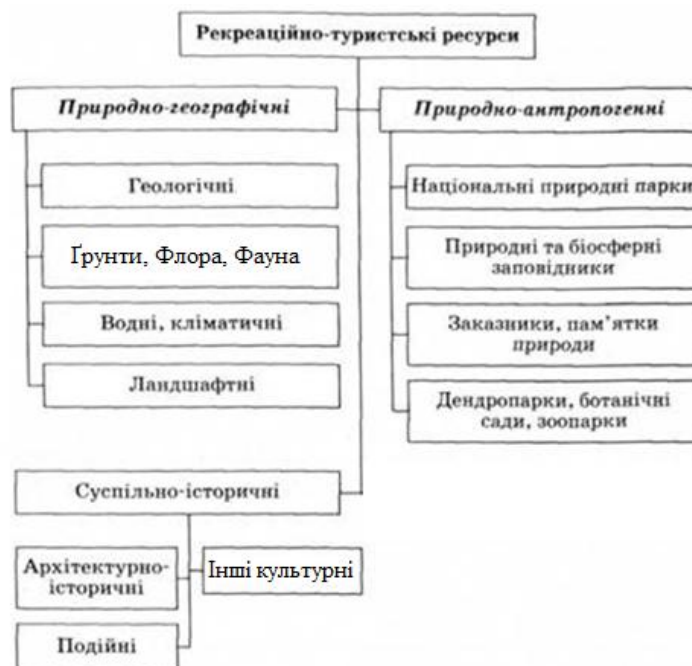 Рекреаційно-туристські ресурси
Природно-географічні
Природно-антропогенні
Геологічні
Ґрунти, Флора, Фауна
Водні, кліматичні
Ландшафтні
Національні природні парки
Природні та біосферні
заповідники
Заказники, пам’ятки
природи
Дендропарки, ботанічні
сади, зоопарки
Суспільно-історичні
Архітектурно-
історичні
Інші культурні
Подійні